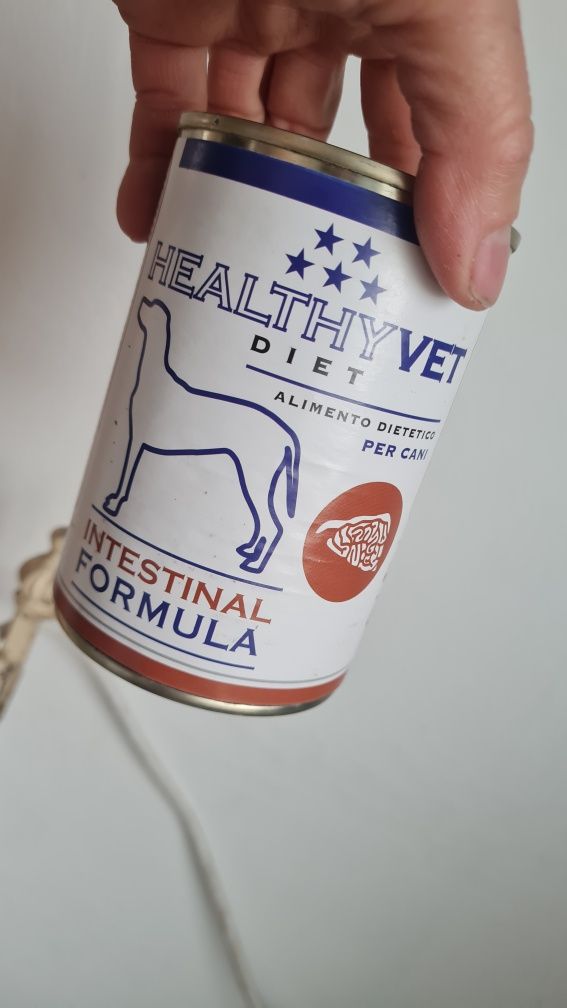 HEALTHYVET
DIET
ALIMENTO DIETETICO
PER CANI
INTESTINAL
FORMULA